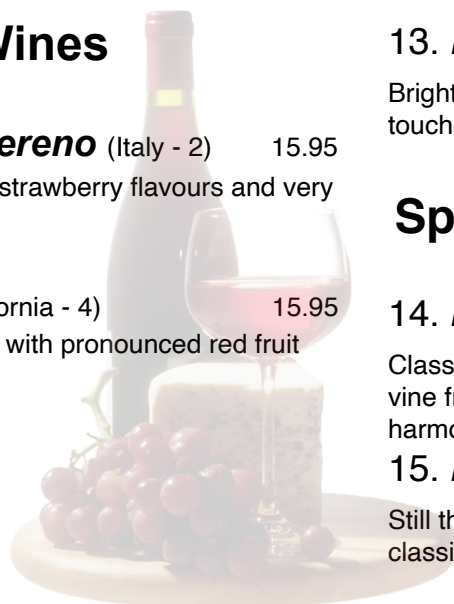 Wines
ereno (Italy - 2) 15.95
strawberry flavours and very
ornia - 4) 15.95
with pronounced red fruit
13.
Bright
touch
Sp
14.
Class
vine f
harmo
15.
Still th
classi